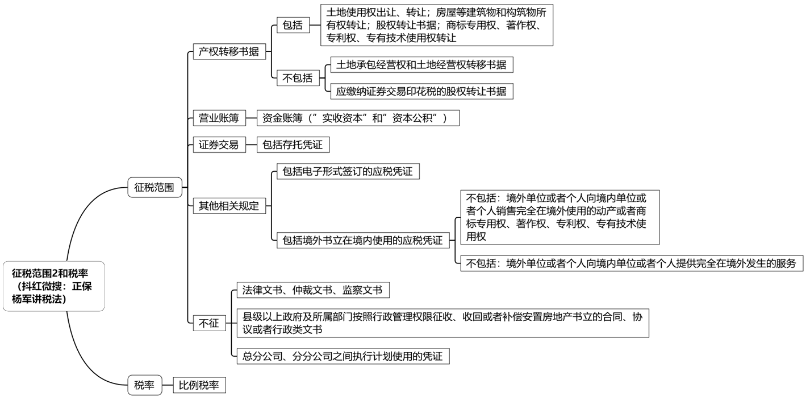 征税范围2和税率
（抖红微搜：正保
杨军讲税法）
征税范围
产权转移书据
包括
土地使用权出让、转让；房屋等建筑物和构筑物所
有权转让；股权转让书据；商标专用权、著作权、
专利权、专有技术使用权转让
不包括
土地承包经营权和土地经营权转移书据
应缴纳证券交易印花税的股权转让书据
营业账簿
资金账簿（”实收资本”和”资本公积”）
证券交易
包括存托凭证
其他相关规定
包括电子形式签订的应税凭证
包括境外书立在境内使用的应税凭证
不包括：境外单位或者个人向境内单位或
者个人销售完全在境外使用的动产或者商
标专用权、著作权、专利权、专有技术使
用权
不包括：境外单位或者个人向境内单位或者个人提供完全在境外发生的服务
不征
法律文书、仲裁文书、监察文书
县级以上政府及所属部门按照行政管理权限征收、收回或者补偿安置房地产书立的合同、协
议或者行政类文书
总分公司、分分公司之间执行计划使用的凭证
税率
比例税率